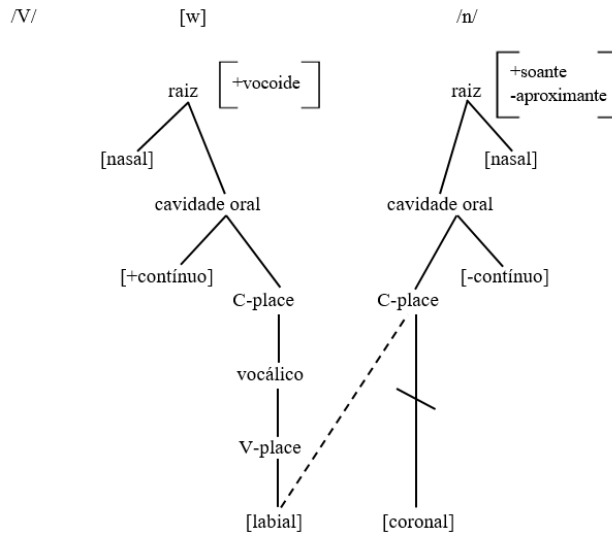 /V/ [w] /n/
raiz [+vocoide] raiz [+soante
-aproximante]
[nasal] [nasal]
cavidade oral cavidade oral
[+contínuo] [-contínuo]
C-place C-place
vocálico
V-place
[labial] [coronal]